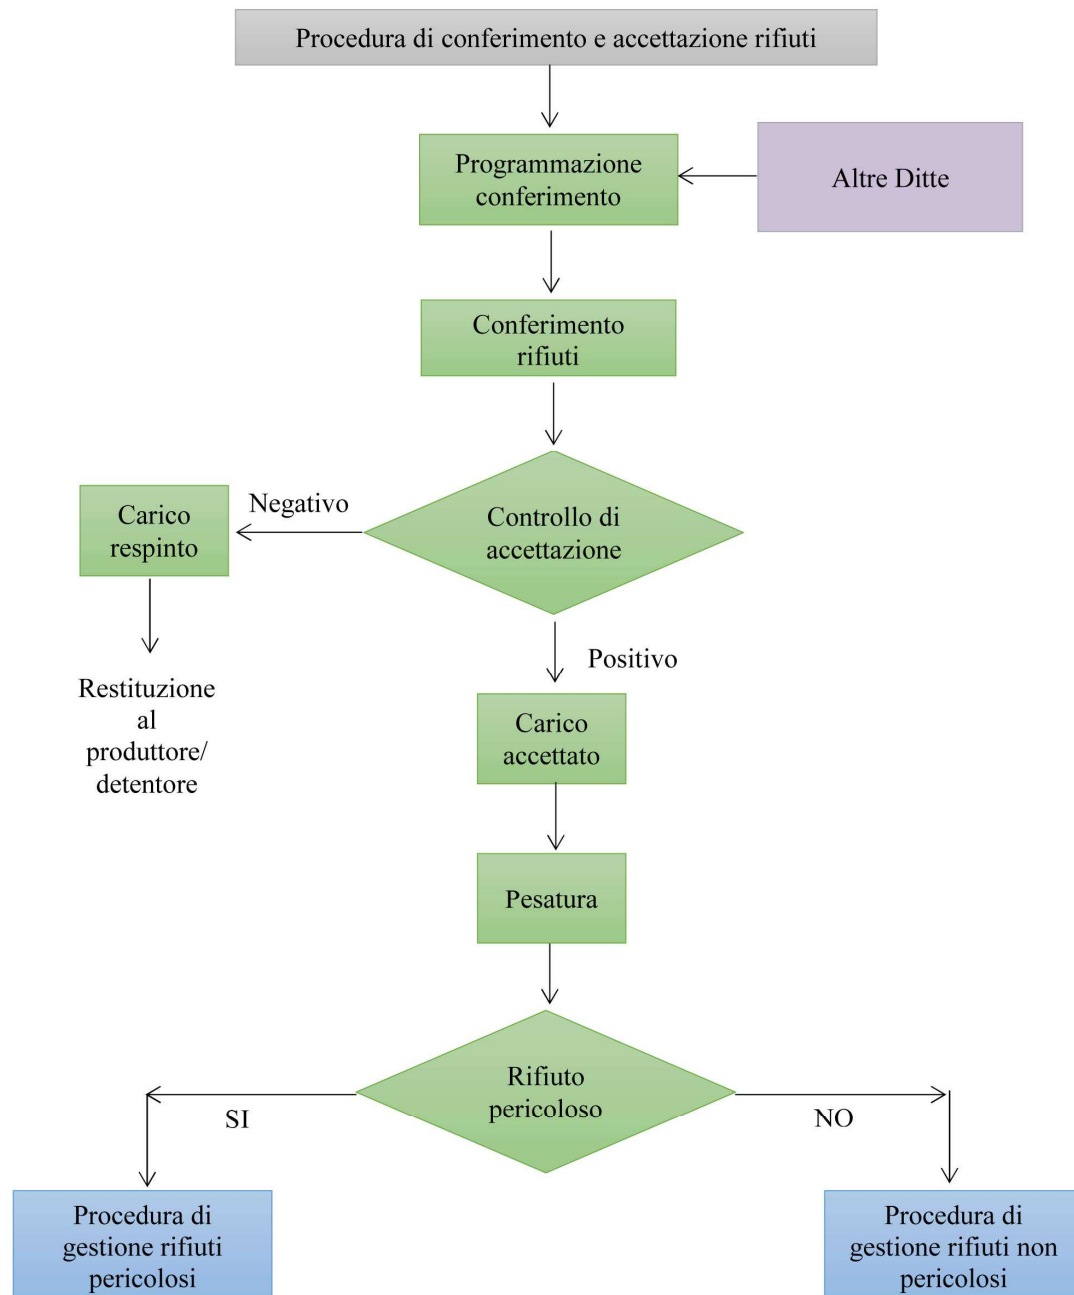 Procedura di conferimento e accettazione rifiuti
Programmazione
conferimento
Altre Ditte
Conferimento
rifiuti
Controllo di
accettazione
Negativo
Carico
respinto
Restituzione
al
produttore/
detentore
Positivo
Carico
accettato
Pesatura
Rifiuto
pericoloso
SI
NO
Procedura di
gestione rifiuti
pericolosi
Procedura di
gestione rifiuti non
pericolosi